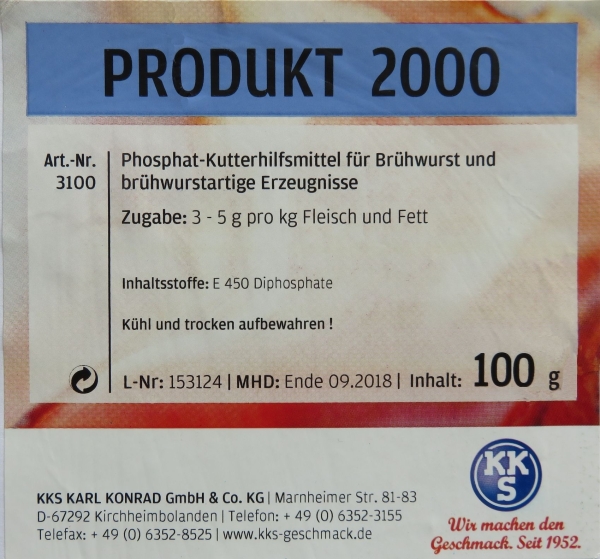 PRODUKT 2000
Art.-Nr.
3100
Phosphat-Kutterhilfsmittel für Brühwurst und
brühwurstartige Erzeugnisse
Zugabe: 3 - 5 g pro kg Fleisch und Fett
Inhaltsstoffe: E 450 Diphosphate
Kühl und trocken aufbewahren !
L-Nr: 153124 | MHD: Ende 09.2018 | Inhalt: 100 g
KKS KARL KONRAD GmbH & Co. KG | Marnheimer Str. 81-83
D-67292 Kirchheimbolanden | Telefon: + 49 (0) 6352-3155
Telefax: + 49 (0) 6352-8525 | www.kks-geschmack.de
KKS
Wir machen den
Geschmack. Seit 1952.